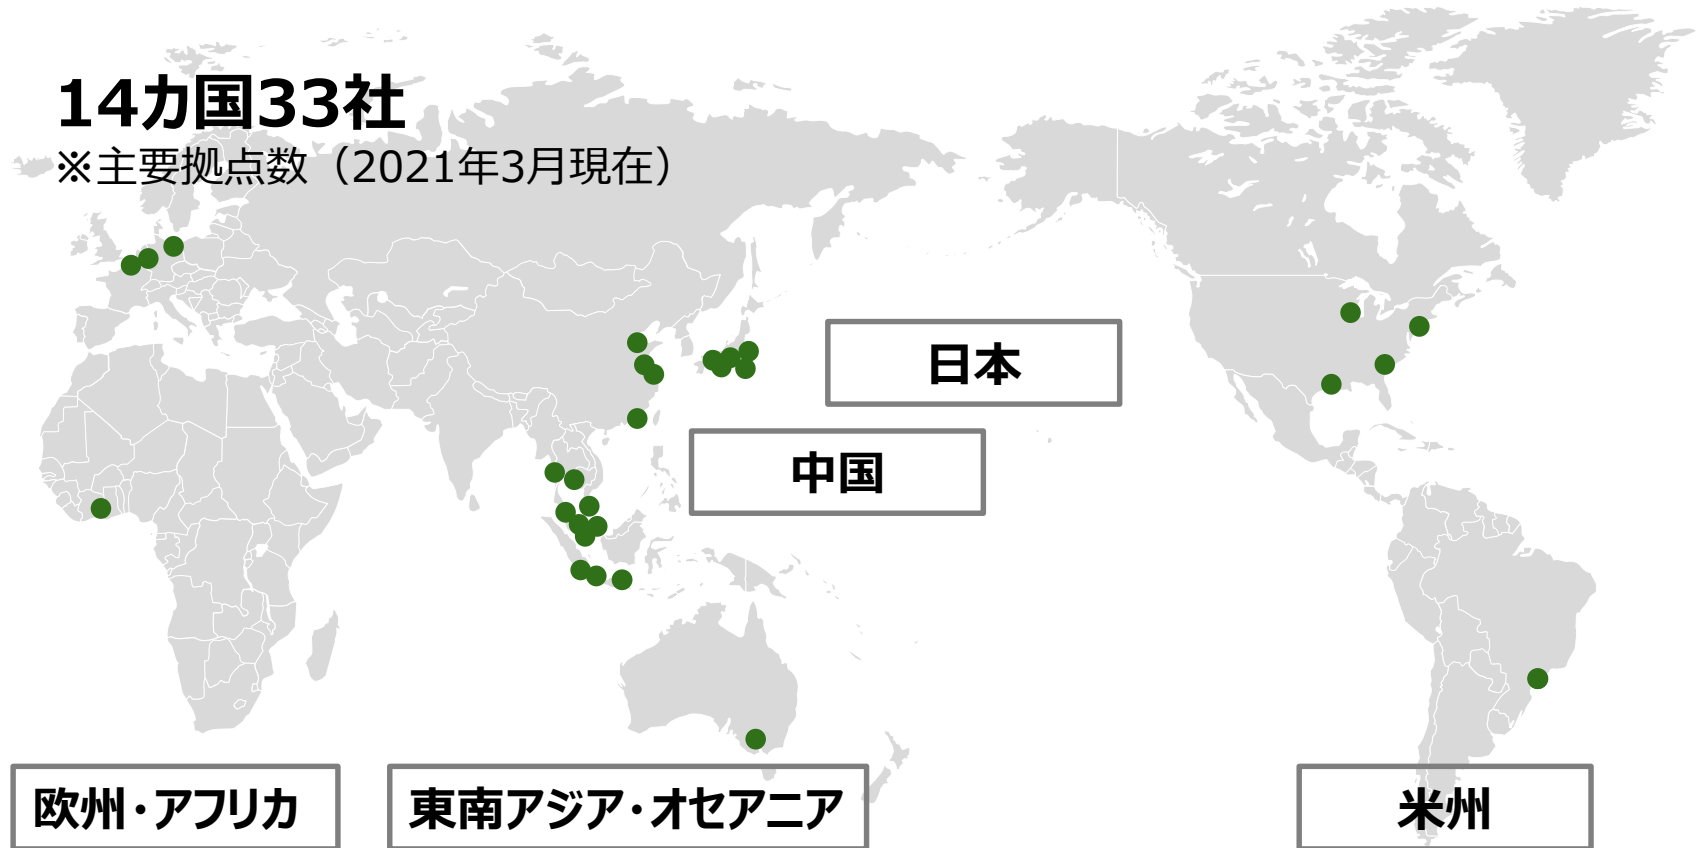 14カ国33社
※主要拠点数（2021年3月現在）
日本
中国
欧州・アフリカ
東南アジア・オセアニア
米州